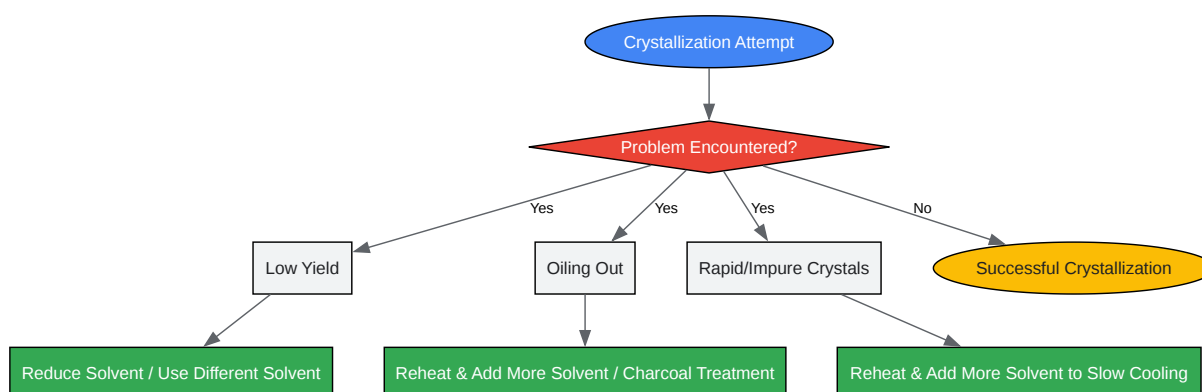 Crystallization Attempt
Problem Encountered?
Yes
Yes
Yes
No
Low Yield
Oiling Out
Rapid/Impure Crystals
Successful Crystallization
Reduce Solvent / Use Different Solvent
Reheat & Add More Solvent / Charcoal Treatment
Reheat & Add More Solvent to Slow Cooling